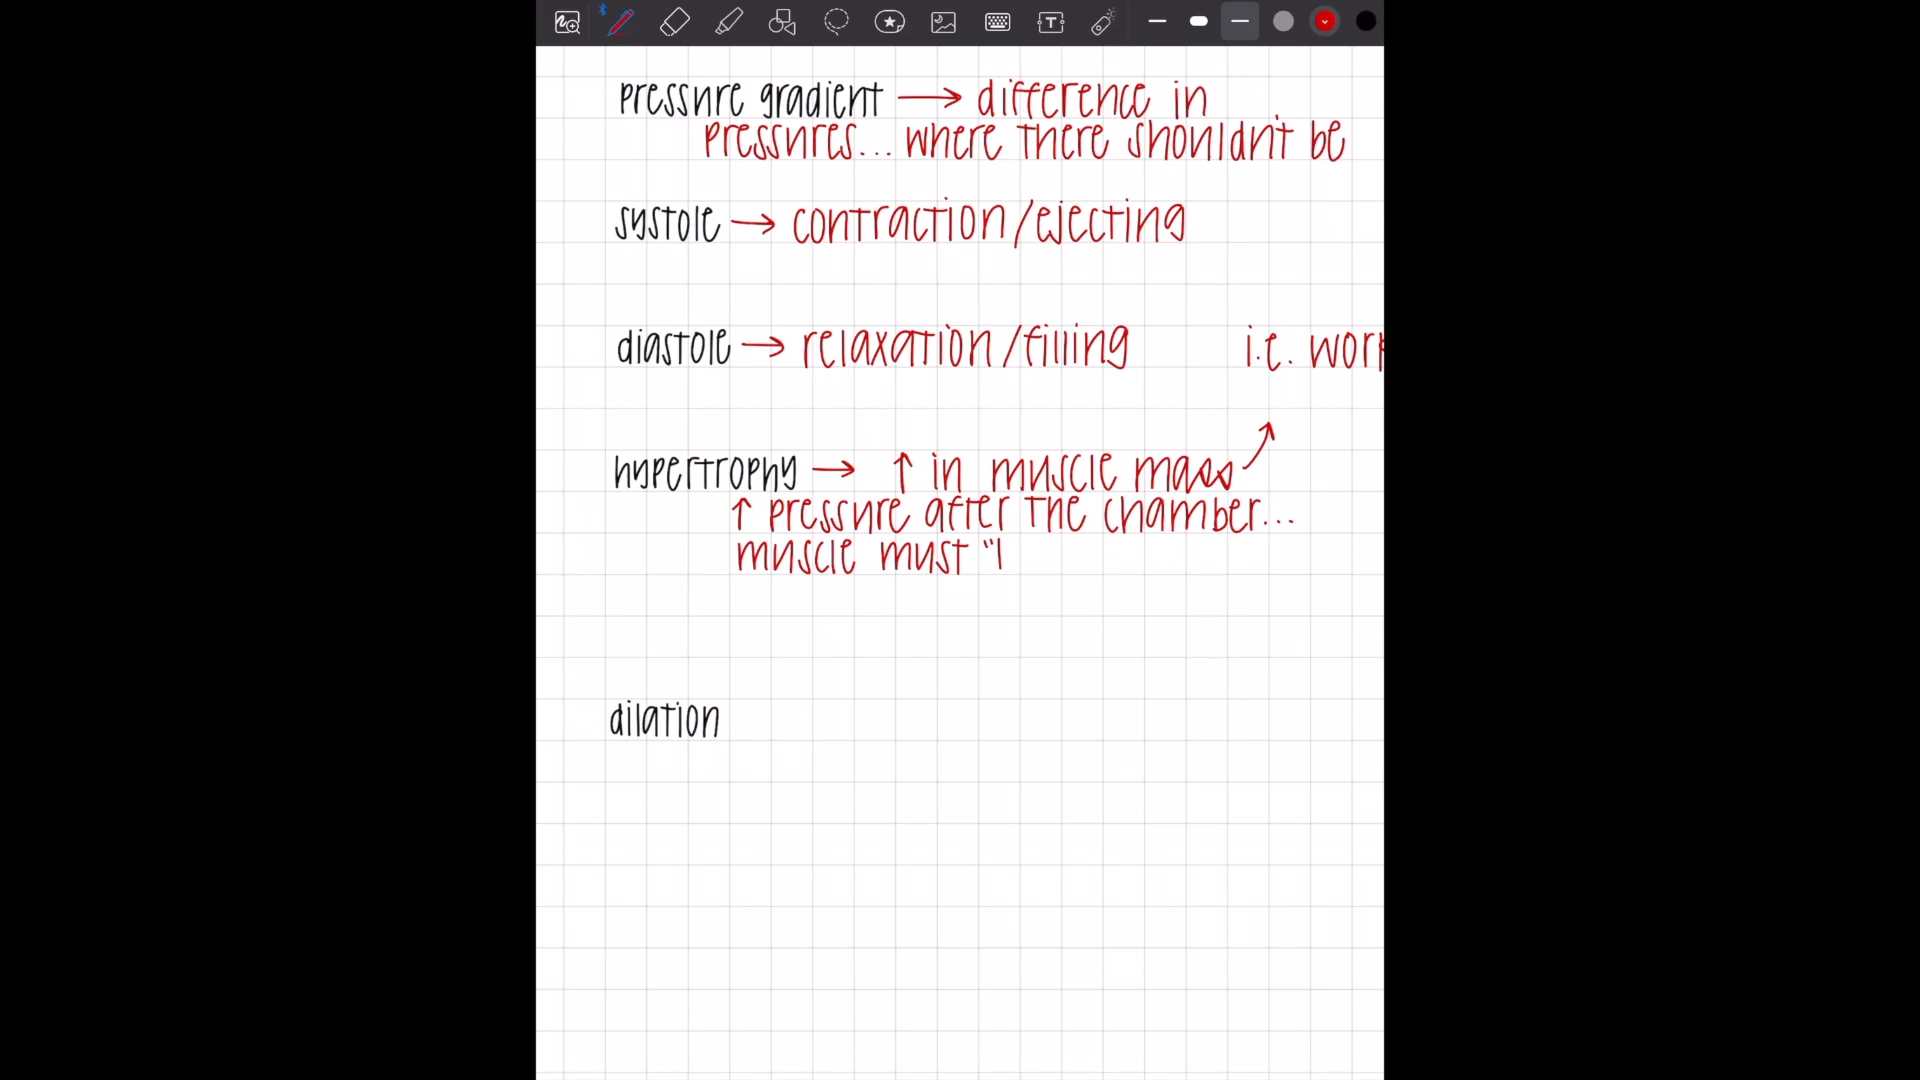 pressure gradient → difference in
pressures... where there shouldn't be
systole → contraction/ejecting
diastole → relaxation/filling i.e.
hypertrophy → ↑ in muscle mass
↑ pressure after the chamber...
muscle must "
dilation